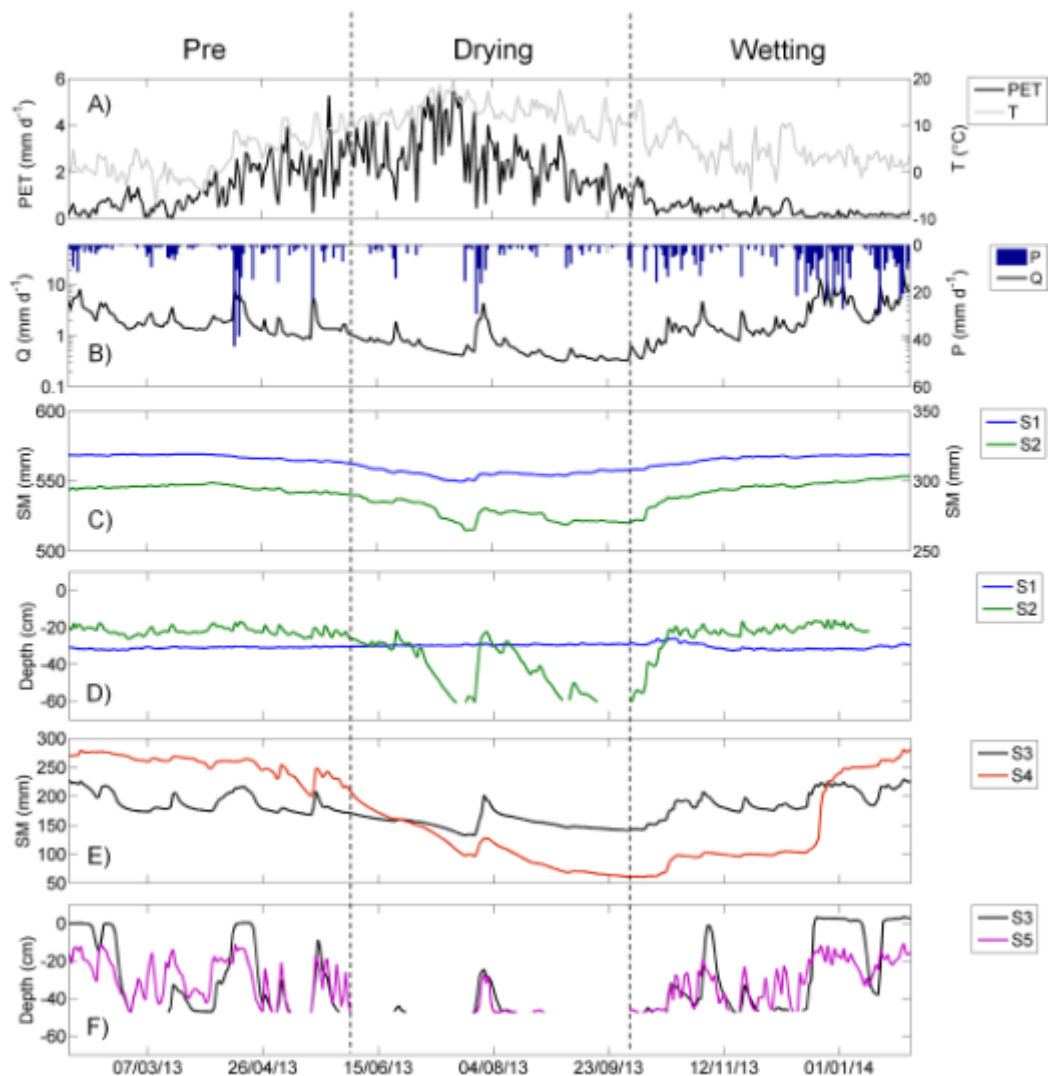 Pre Drying Wetting
A)
PET (mm d⁻¹)
6
4
2
0
T (°C)
20
10
0
-10
PET
T
B)
Q (mm d⁻¹)
10
1
0.1
P (mm d⁻¹)
0
20
40
60
P
Q
C)
SM (mm)
600
550
500
SM (mm)
350
300
250
S1
S2
D)
Depth (cm)
0
-20
-40
-60
S1
S2
E)
SM (mm)
300
250
200
150
100
50
S3
S4
F)
Depth (cm)
0
-20
-40
-60
S3
S5
07/03/13 26/04/13 15/06/13 04/08/13 23/09/13 12/11/13 01/01/14